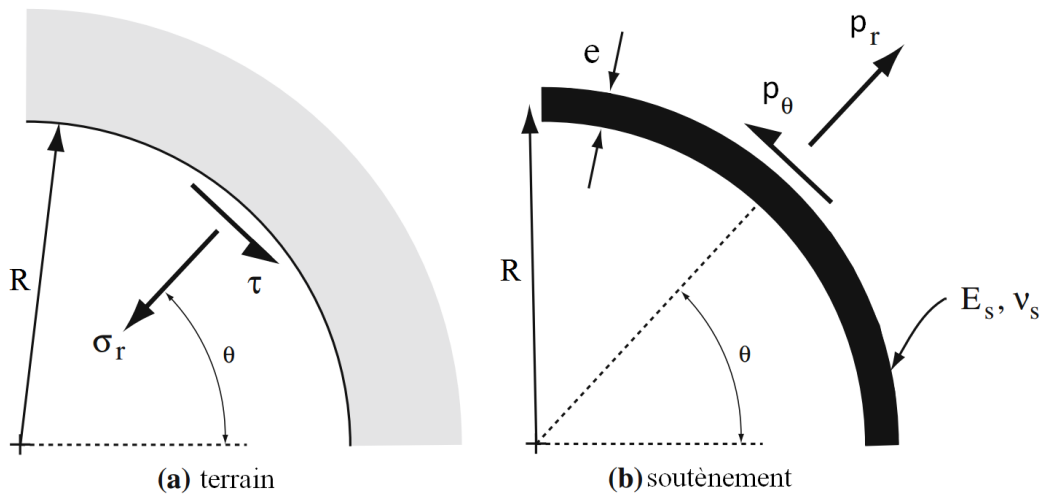 R
σr
τ
θ
(a) terrain
e
pr
pθ
R
θ
Es, νs
(b) soutènement